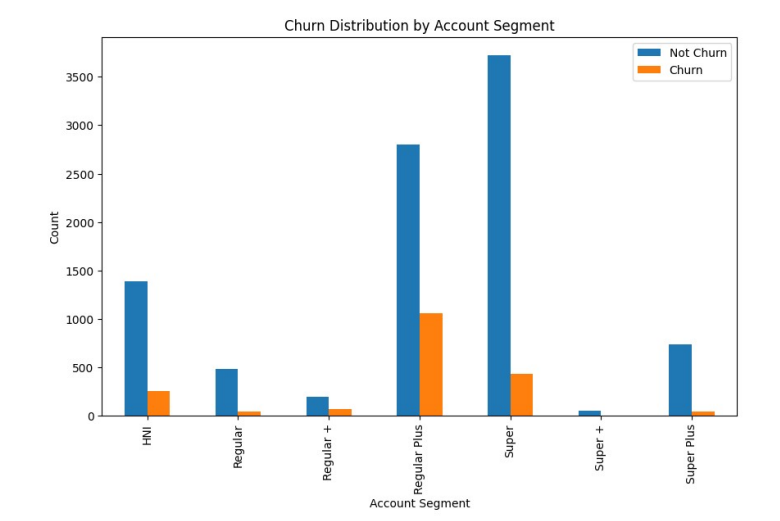 Churn Distribution by Account Segment
Not Churn
Churn
Count
3500
3000
2500
2000
1500
1000
500
0
HNI
Regular
Regular +
Regular Plus
Super
Super +
Super Plus
Account Segment